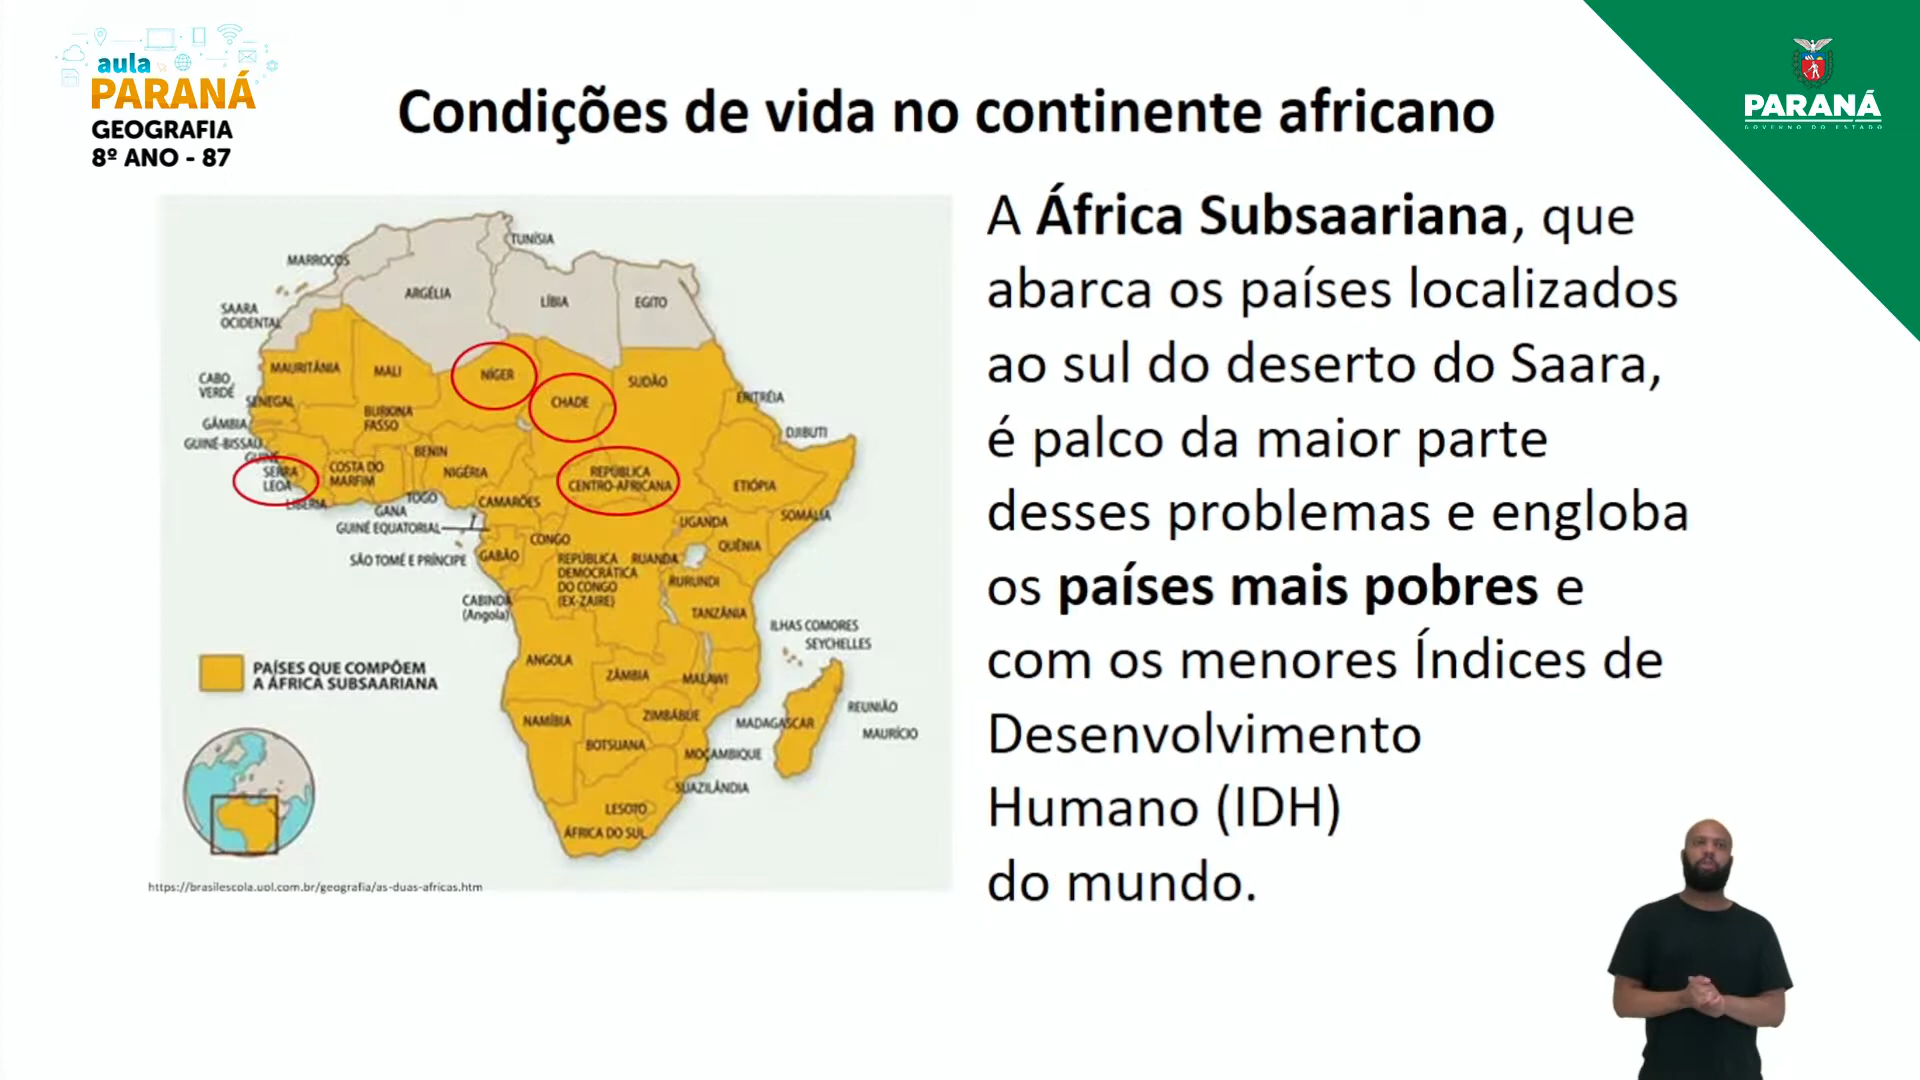 aula
PARANÁ
GEOGRAFIA
8º ANO - 87
Condições de vida no continente africano
PARANÁ
GOVERNO DO ESTADO
A África Subsaariana, que
abarca os países localizados
ao sul do deserto do Saara,
é palco da maior parte
desses problemas e engloba
os países mais pobres e
com os menores Índices de
Desenvolvimento
Humano (IDH)
do mundo.
TUNÍSIA
MARROCOS
ARGÉLIA
LÍBIA
EGITO
SAARA
OCIDENTAL
MAURITÂNIA
MALI
NÍGER
CHADE
SUDÃO
CABO
VERDE
SENEGAL
ERITRÉIA
GÂMBIA
BURKINA
FASSO
DJIBUTI
GUINÉ-BISSAU
GUINÉ
BENIN
SERRA
LEOA
COSTA DO
MARFIM
NIGÉRIA
REPÚBLICA
CENTRO-AFRICANA
ETIÓPIA
LIBÉRIA
TOGO
CAMARÕES
GANA
SOMÁLIA
GUINÉ EQUATORIAL
UGANDA
CONGO
QUÊNIA
SÃO TOMÉ E PRÍNCIPE
GABÃO
REPÚBLICA
DEMOCRÁTICA
DO CONGO
(EX-ZAIRE)
RUANDA
BURUNDI
CABINDA
(Angola)
TANZÂNIA
ILHAS COMORES
SEYCHELLES
ANGOLA
ZÂMBIA
MALAWI
PAÍSES QUE COMPÕEM
A ÁFRICA SUBSAARIANA
NAMÍBIA
ZIMBÁBUE
MADAGASCAR
REUNIÃO
MAURÍCIO
BOTSUANA
MOÇAMBIQUE
SUAZILÂNDIA
LESOTO
ÁFRICA DO SUL
https://brasilescola.uol.com.br/geografia/as-duas-africas.htm